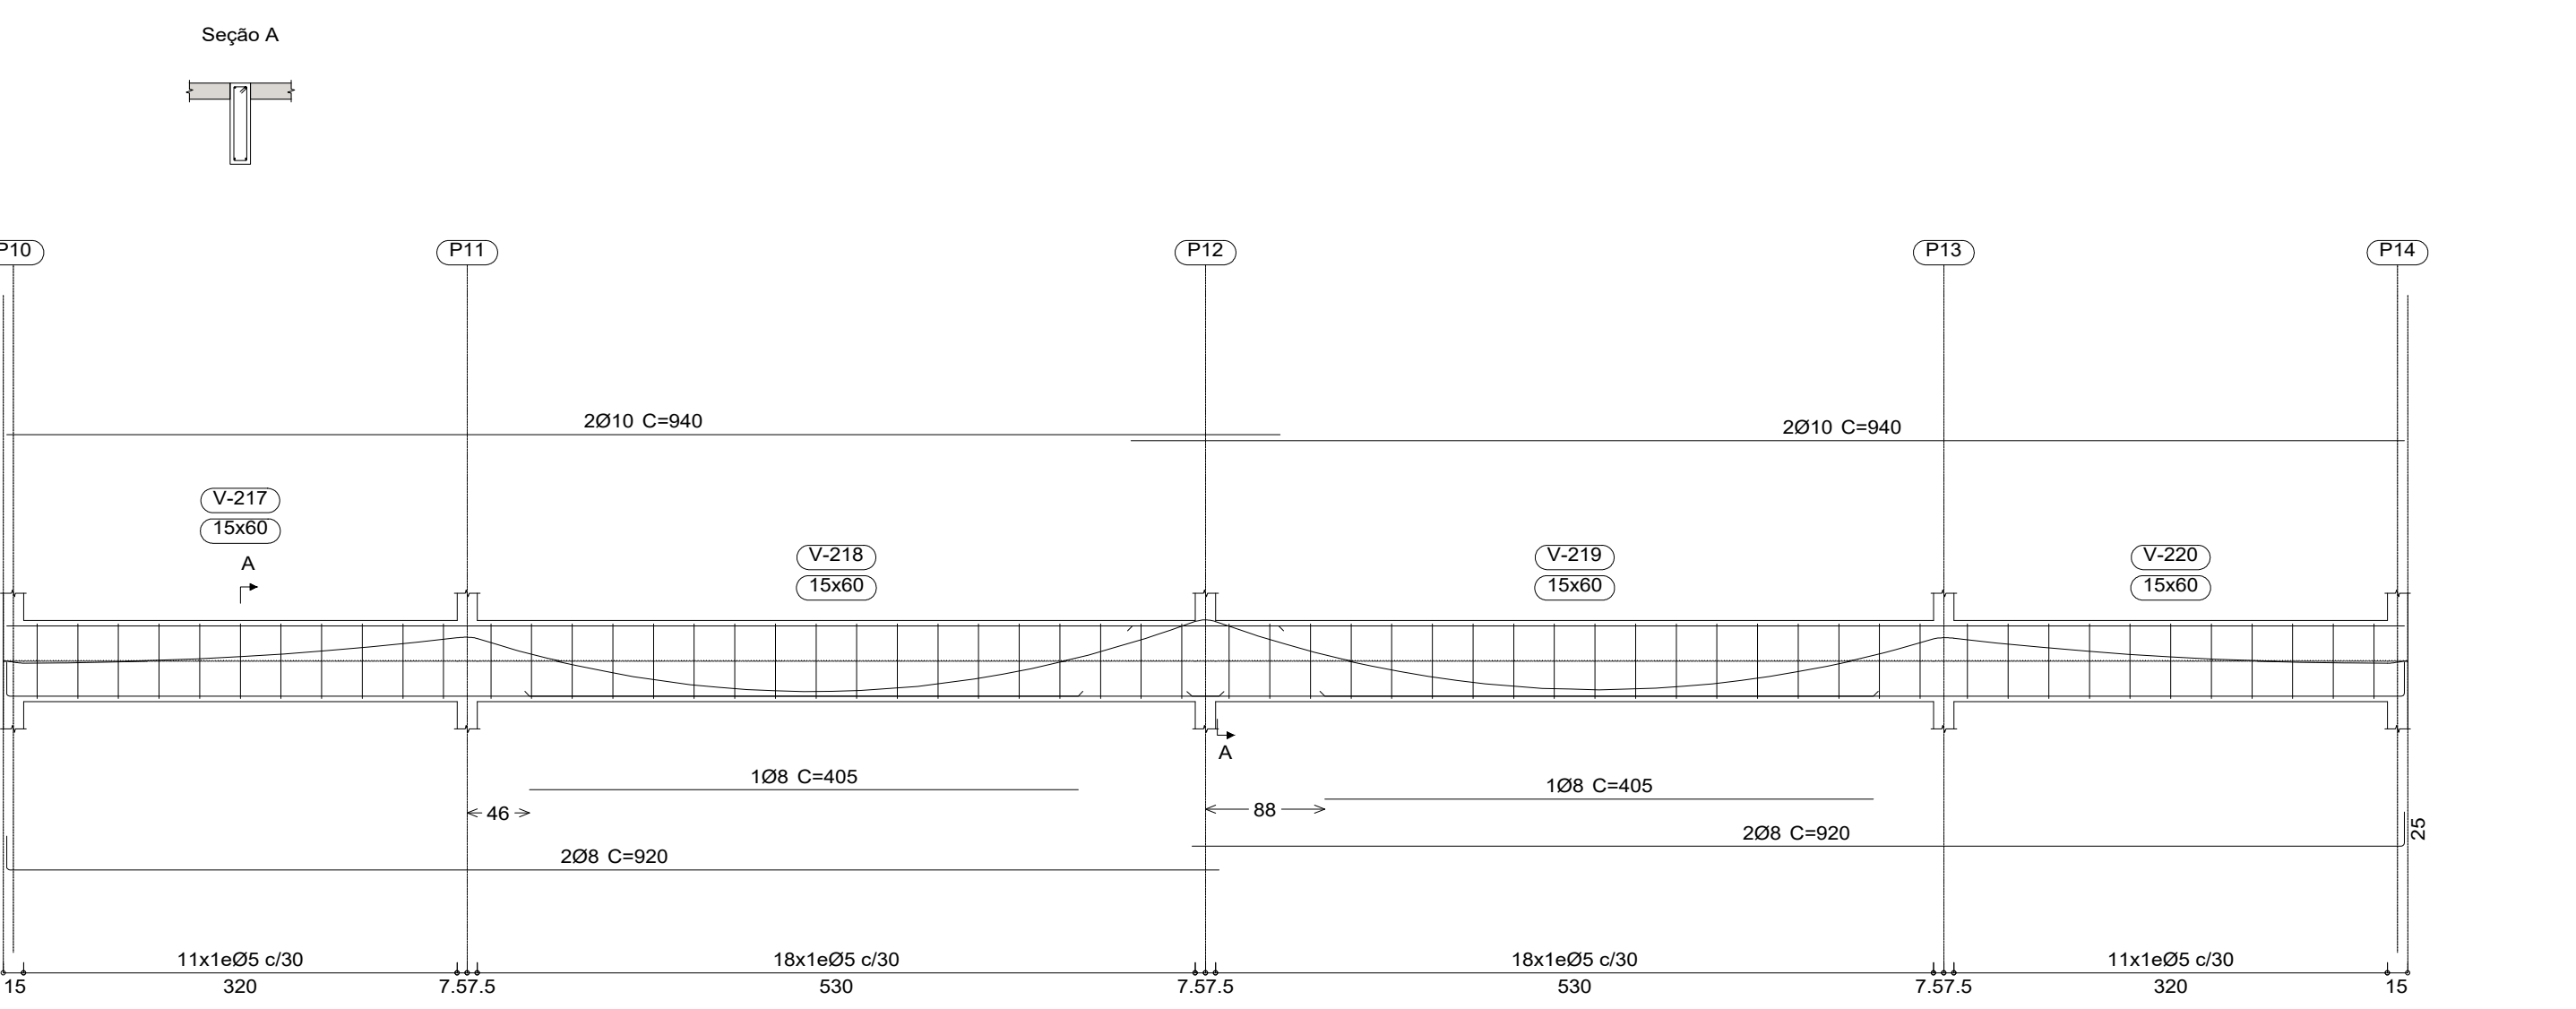 Seção A
P10
P11
P12
P13
P14
2Ø10 C=940
2Ø10 C=940
V-217
15x60
A
V-218
15x60
V-219
15x60
V-220
15x60
A
1Ø8 C=405
1Ø8 C=405
46
88
2Ø8 C=920
25
2Ø8 C=920
11x1eØ5 c/30
18x1eØ5 c/30
18x1eØ5 c/30
11x1eØ5 c/30
15
320
7.57.5
530
7.57.5
530
7.57.5
320
15